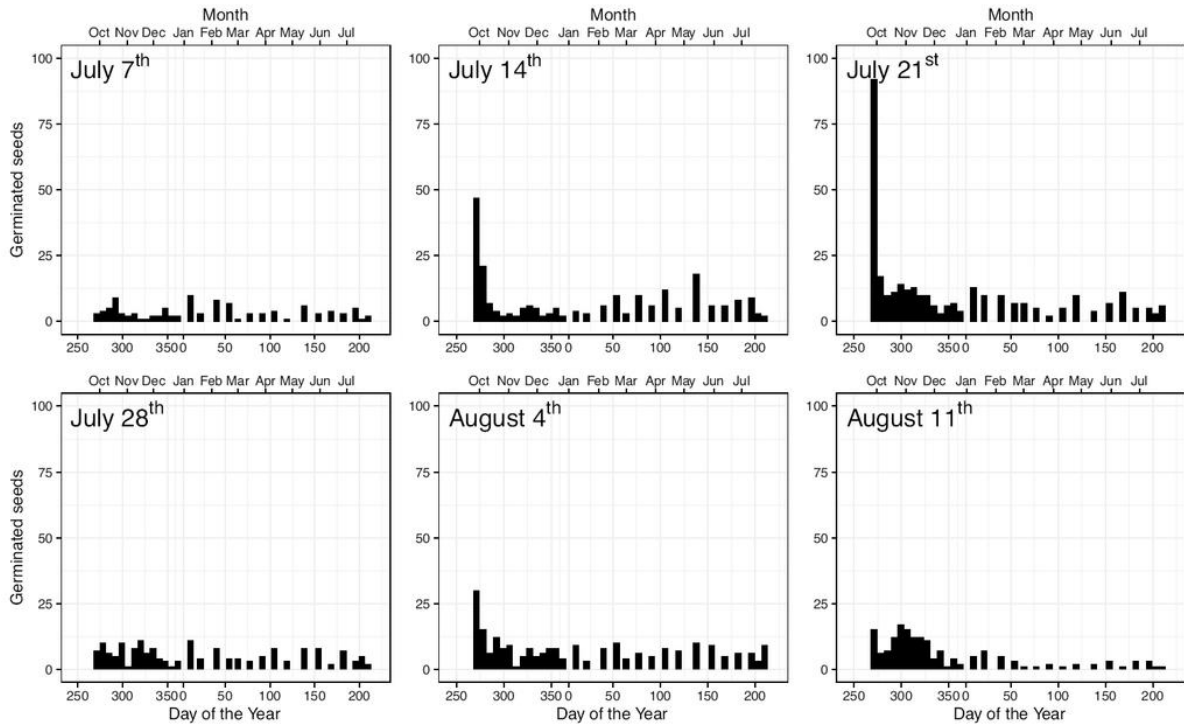 Month Month Month
Oct Nov Dec Jan Feb Mar Apr May Jun Jul Oct Nov Dec Jan Feb Mar Apr May Jun Jul Oct Nov Dec Jan Feb Mar Apr May Jun Jul
July 7th July 14th July 21st
Germinated seeds
100 100 100
75 75 75
50 50 50
25 25 25
0 0 0
250 300 350 0 50 100 150 200 250 300 350 0 50 100 150 200 250 300 350 0 50 100 150 200
Oct Nov Dec Jan Feb Mar Apr May Jun Jul Oct Nov Dec Jan Feb Mar Apr May Jun Jul Oct Nov Dec Jan Feb Mar Apr May Jun Jul
July 28th August 4th August 11th
Germinated seeds
100 100 100
75 75 75
50 50 50
25 25 25
0 0 0
250 300 350 0 50 100 150 200 250 300 350 0 50 100 150 200 250 300 350 0 50 100 150 200
Day of the Year Day of the Year Day of the Year